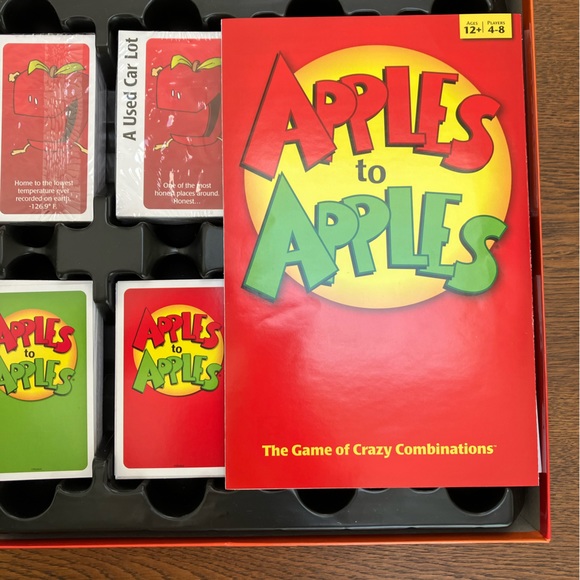 AGES
12+
PLAYERS
4-8
APPLES
to
APPLES
The Game of Crazy Combinations™
Home to the lowest
temperature ever
recorded on earth,
-126.9° F.
A Used Car Lot
One of the most
honest places around.
Honest...
APPLES
to
APPLES
APPLES
to
APPLES